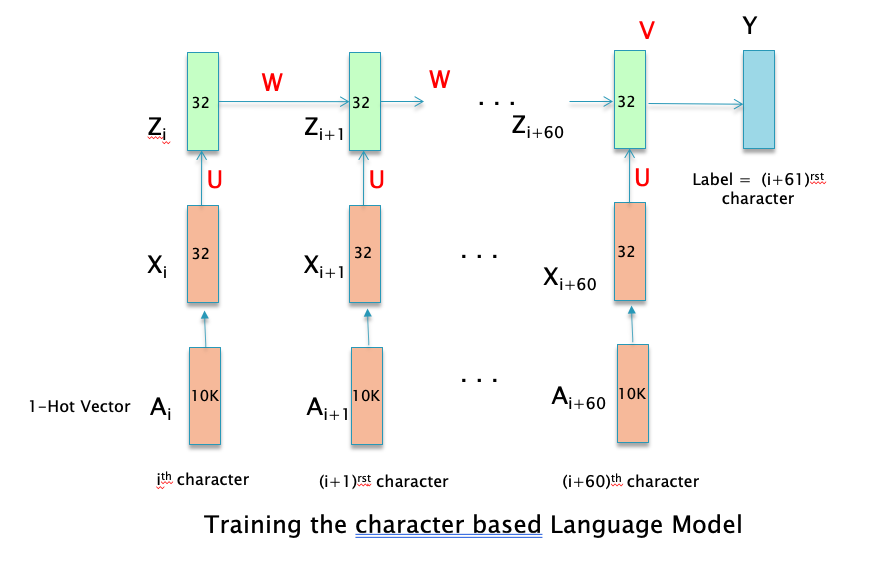 V
Y
W
W
32
32
32
. . .
Z_i
Z_{i+1}
Z_{i+60}
U
U
U
Label = (i+61)^{rst}
character
32
32
32
X_i
X_{i+1}
. . .
X_{i+60}
10K
10K
10K
. . .
1-Hot Vector
A_i
A_{i+1}
A_{i+60}
i^{th} character
(i+1)^{rst} character
(i+60)^{th} character
Training the character based Language Model